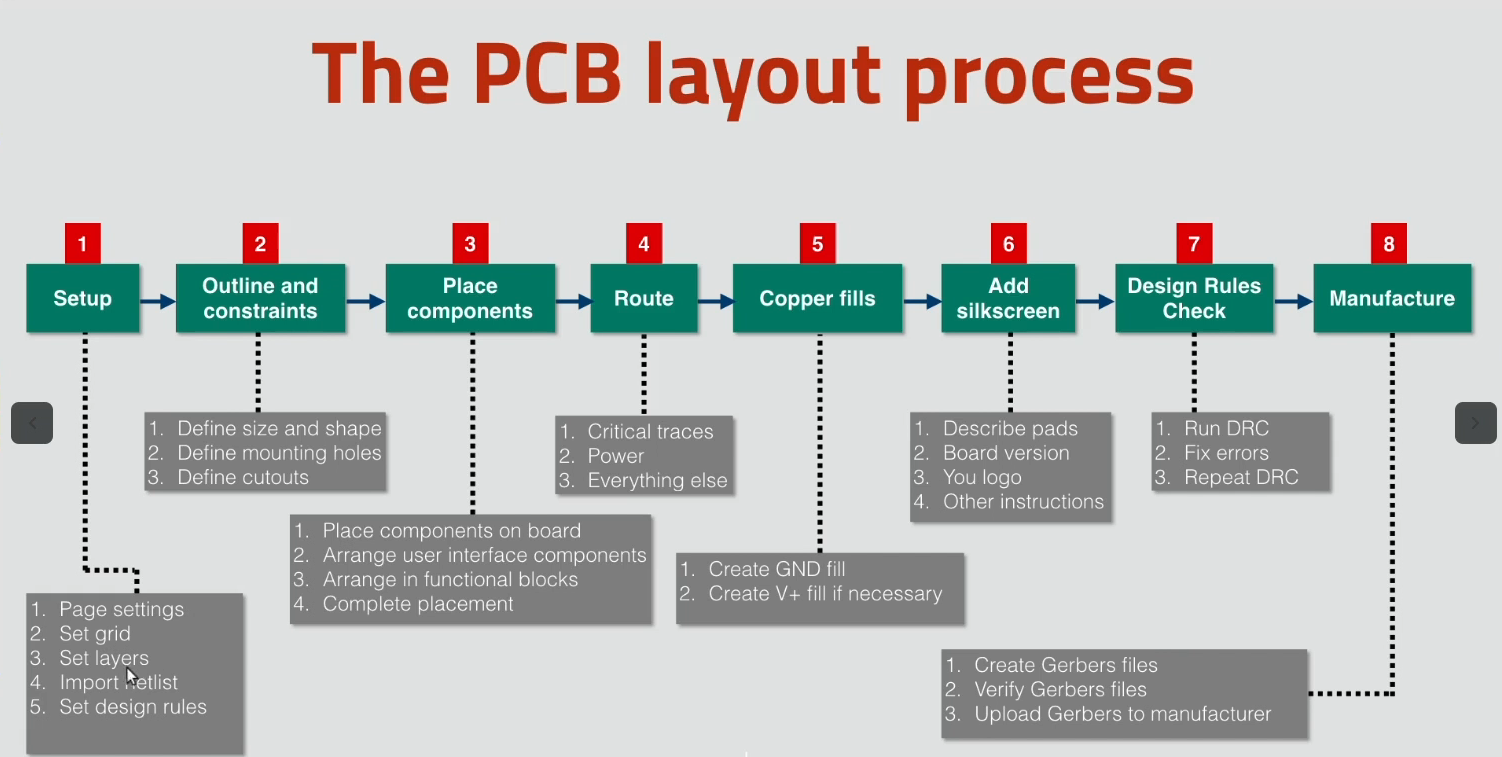 The PCB layout process
1
2
3
4
5
6
7
8
Setup
Outline and
constraints
Place
components
Route
Copper fills
Add
silkscreen
Design Rules
Check
Manufacture
1. Define size and shape
2. Define mounting holes
3. Define cutouts
1. Critical traces
2. Power
3. Everything else
1. Describe pads
2. Board version
3. You logo
4. Other instructions
1. Run DRC
2. Fix errors
3. Repeat DRC
1. Place components on board
2. Arrange user interface components
3. Arrange in functional blocks
4. Complete placement
1. Create GND fill
2. Create V+ fill if necessary
1. Page settings
2. Set grid
3. Set layers
4. Import netlist
5. Set design rules
1. Create Gerbers files
2. Verify Gerbers files
3. Upload Gerbers to manufacturer